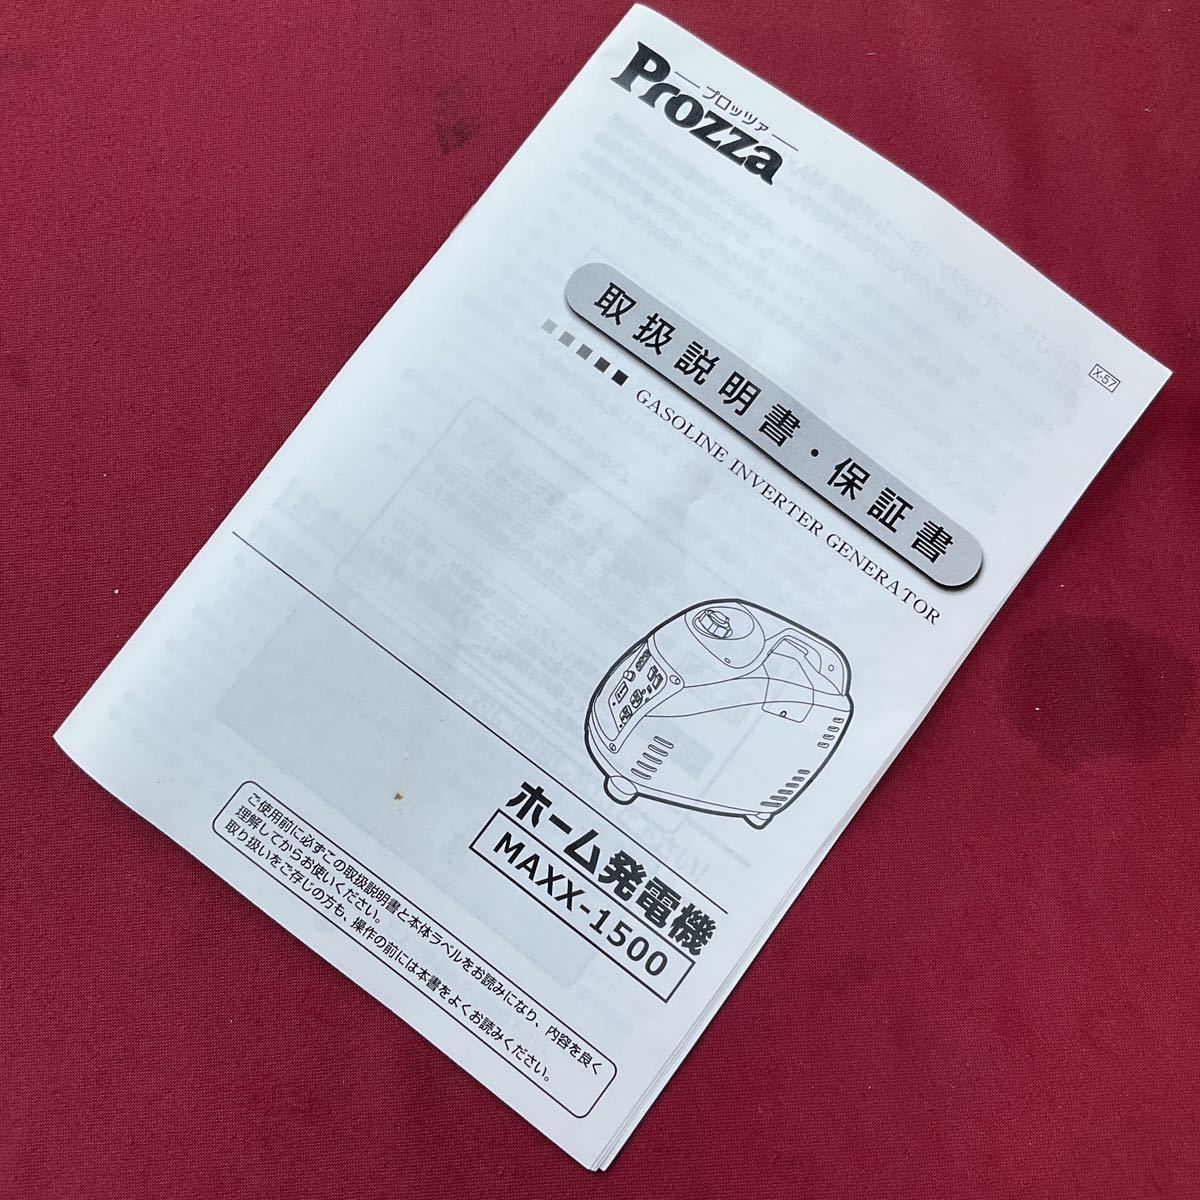 プロッツァ
Prozza
X-57
取扱説明書・保証書
GASOLINE INVERTER GENERATOR
ホーム発電機
MAXX-1500
ご使用前に必ずこの取扱説明書と本体ラベルをお読みになり、内容を良く
理解してからお使いください。
取り扱いをご存じの方も、操作の前には本書をよくお読みください。